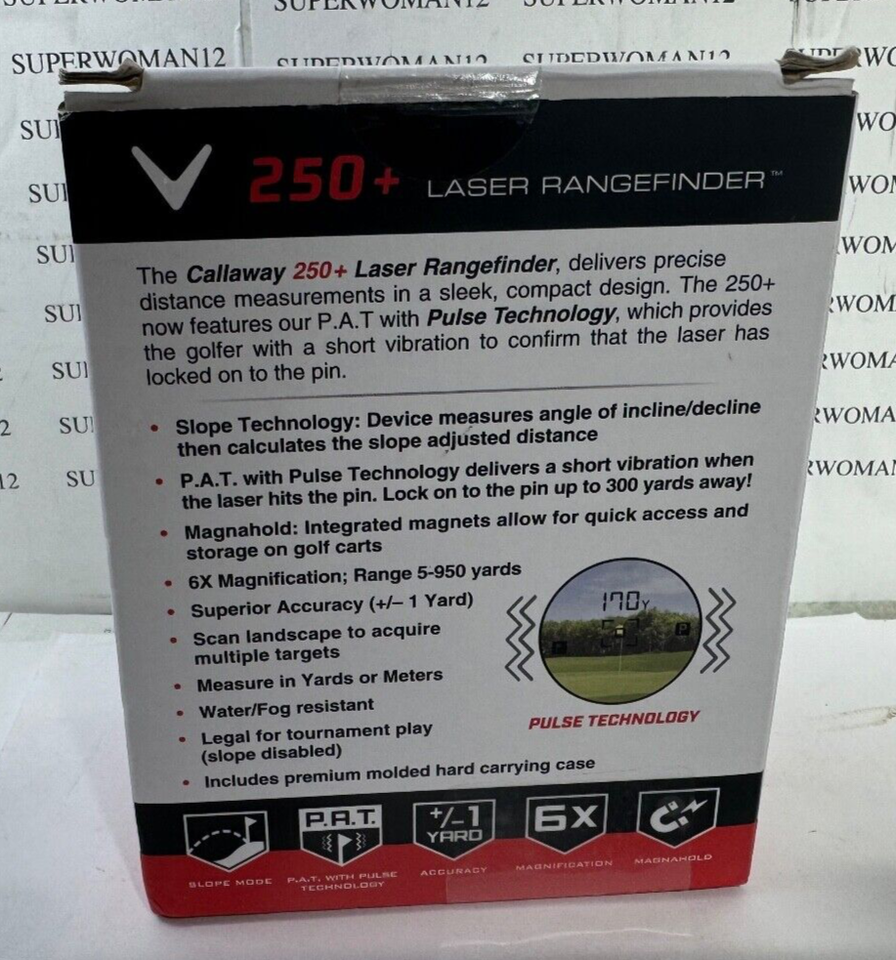 SUPERWOMAN12
SUPERWOMAN12
SUPERWOMAN12
250+ LASER RANGEFINDER™
The Callaway 250+ Laser Rangefinder, delivers precise
distance measurements in a sleek, compact design. The 250+
now features our P.A.T with Pulse Technology, which provides
the golfer with a short vibration to confirm that the laser has
locked on to the pin.
• Slope Technology: Device measures angle of incline/decline
then calculates the slope adjusted distance
• P.A.T. with Pulse Technology delivers a short vibration when
the laser hits the pin. Lock on to the pin up to 300 yards away!
• Magnahold: Integrated magnets allow for quick access and
storage on golf carts
• 6X Magnification; Range 5-950 yards
• Superior Accuracy (+/– 1 Yard)
• Scan landscape to acquire
multiple targets
• Measure in Yards or Meters
• Water/Fog resistant
• Legal for tournament play
(slope disabled)
• Includes premium molded hard carrying case
170Y
P
PULSE TECHNOLOGY
SLOPE MODE
P.A.T.
P.A.T. WITH PULSE
TECHNOLOGY
+/–1
YARD
ACCURACY
6X
MAGNIFICATION
MAGNAHOLD